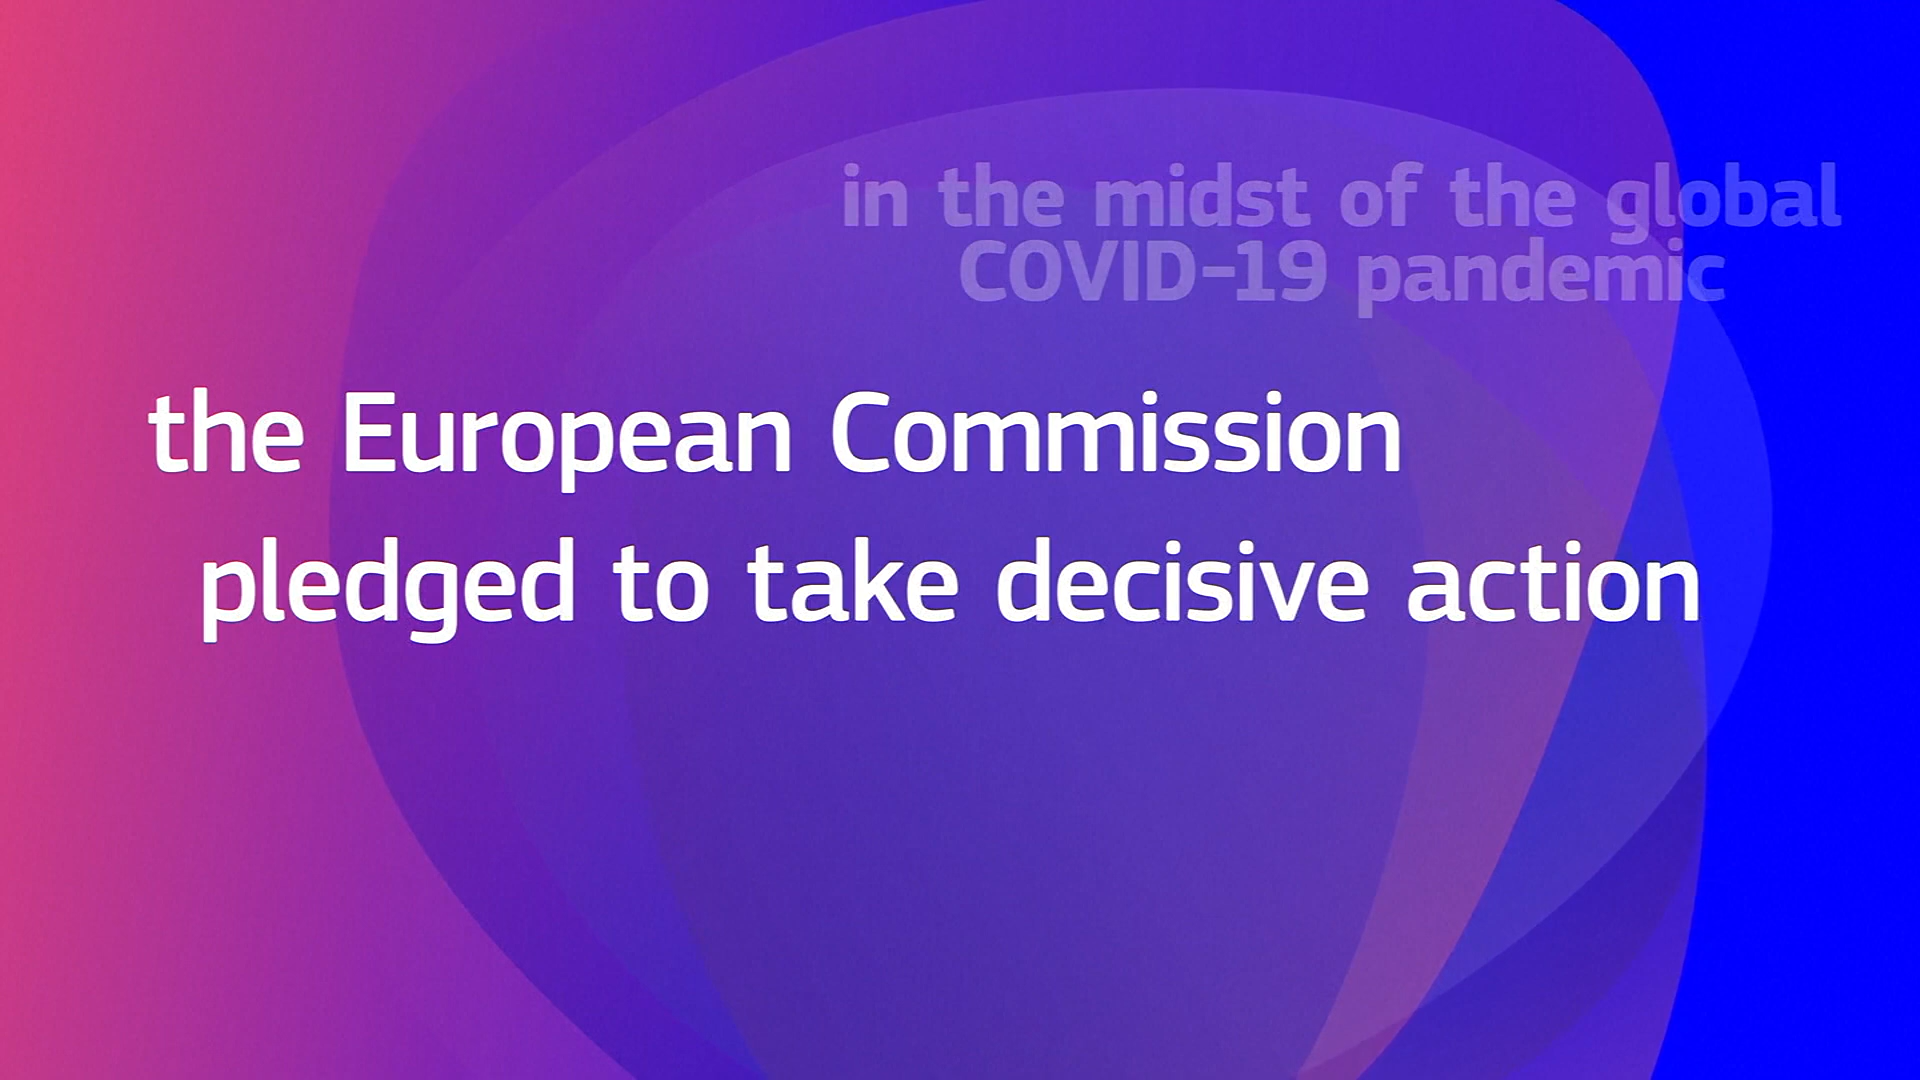 in the midst of the global
COVID-19 pandemic
the European Commission
pledged to take decisive action